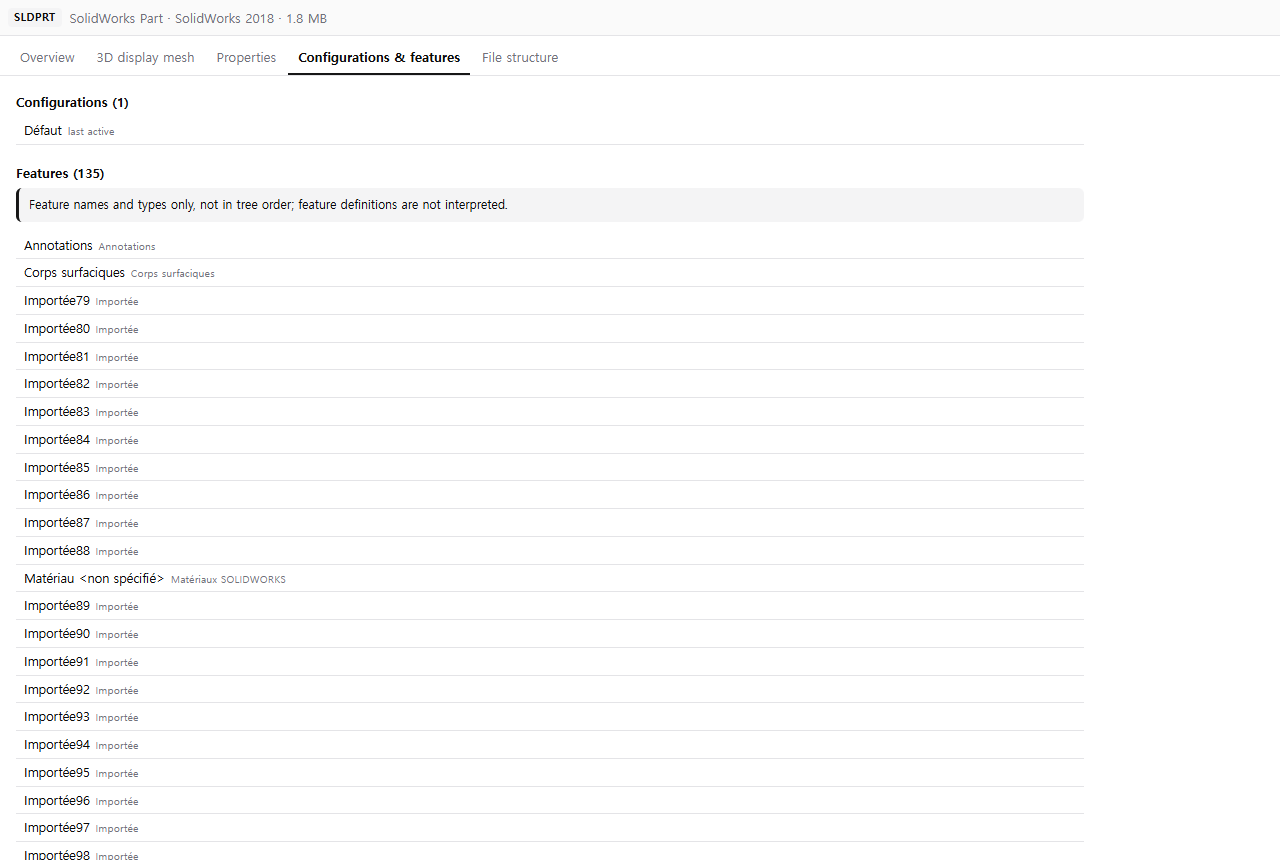 SLDPRT SolidWorks Part · SolidWorks 2018 · 1.8 MB
Overview 3D display mesh Properties Configurations & features File structure
Configurations (1)
Défaut last active
Features (135)
Feature names and types only, not in tree order; feature definitions are not interpreted.
Annotations Annotations
Corps surfaciques Corps surfaciques
Importée79 Importée
Importée80 Importée
Importée81 Importée
Importée82 Importée
Importée83 Importée
Importée84 Importée
Importée85 Importée
Importée86 Importée
Importée87 Importée
Importée88 Importée
Matériau <non spécifié> Matériaux SOLIDWORKS
Importée89 Importée
Importée90 Importée
Importée91 Importée
Importée92 Importée
Importée93 Importée
Importée94 Importée
Importée95 Importée
Importée96 Importée
Importée97 Importée
Importée98 Importée